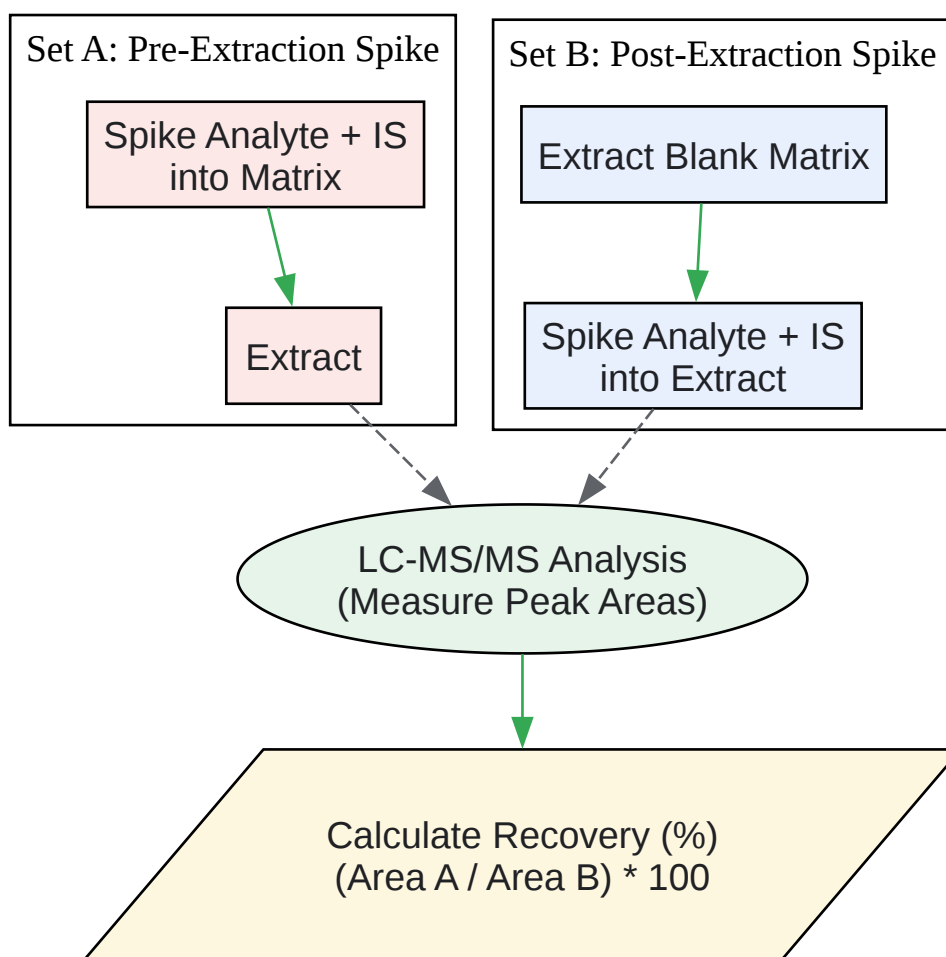 Set A: Pre-Extraction Spike
Spike Analyte + IS
into Matrix
Extract
Set B: Post-Extraction Spike
Extract Blank Matrix
Spike Analyte + IS
into Extract
LC-MS/MS Analysis
(Measure Peak Areas)
Calculate Recovery (%)
(Area A / Area B) * 100